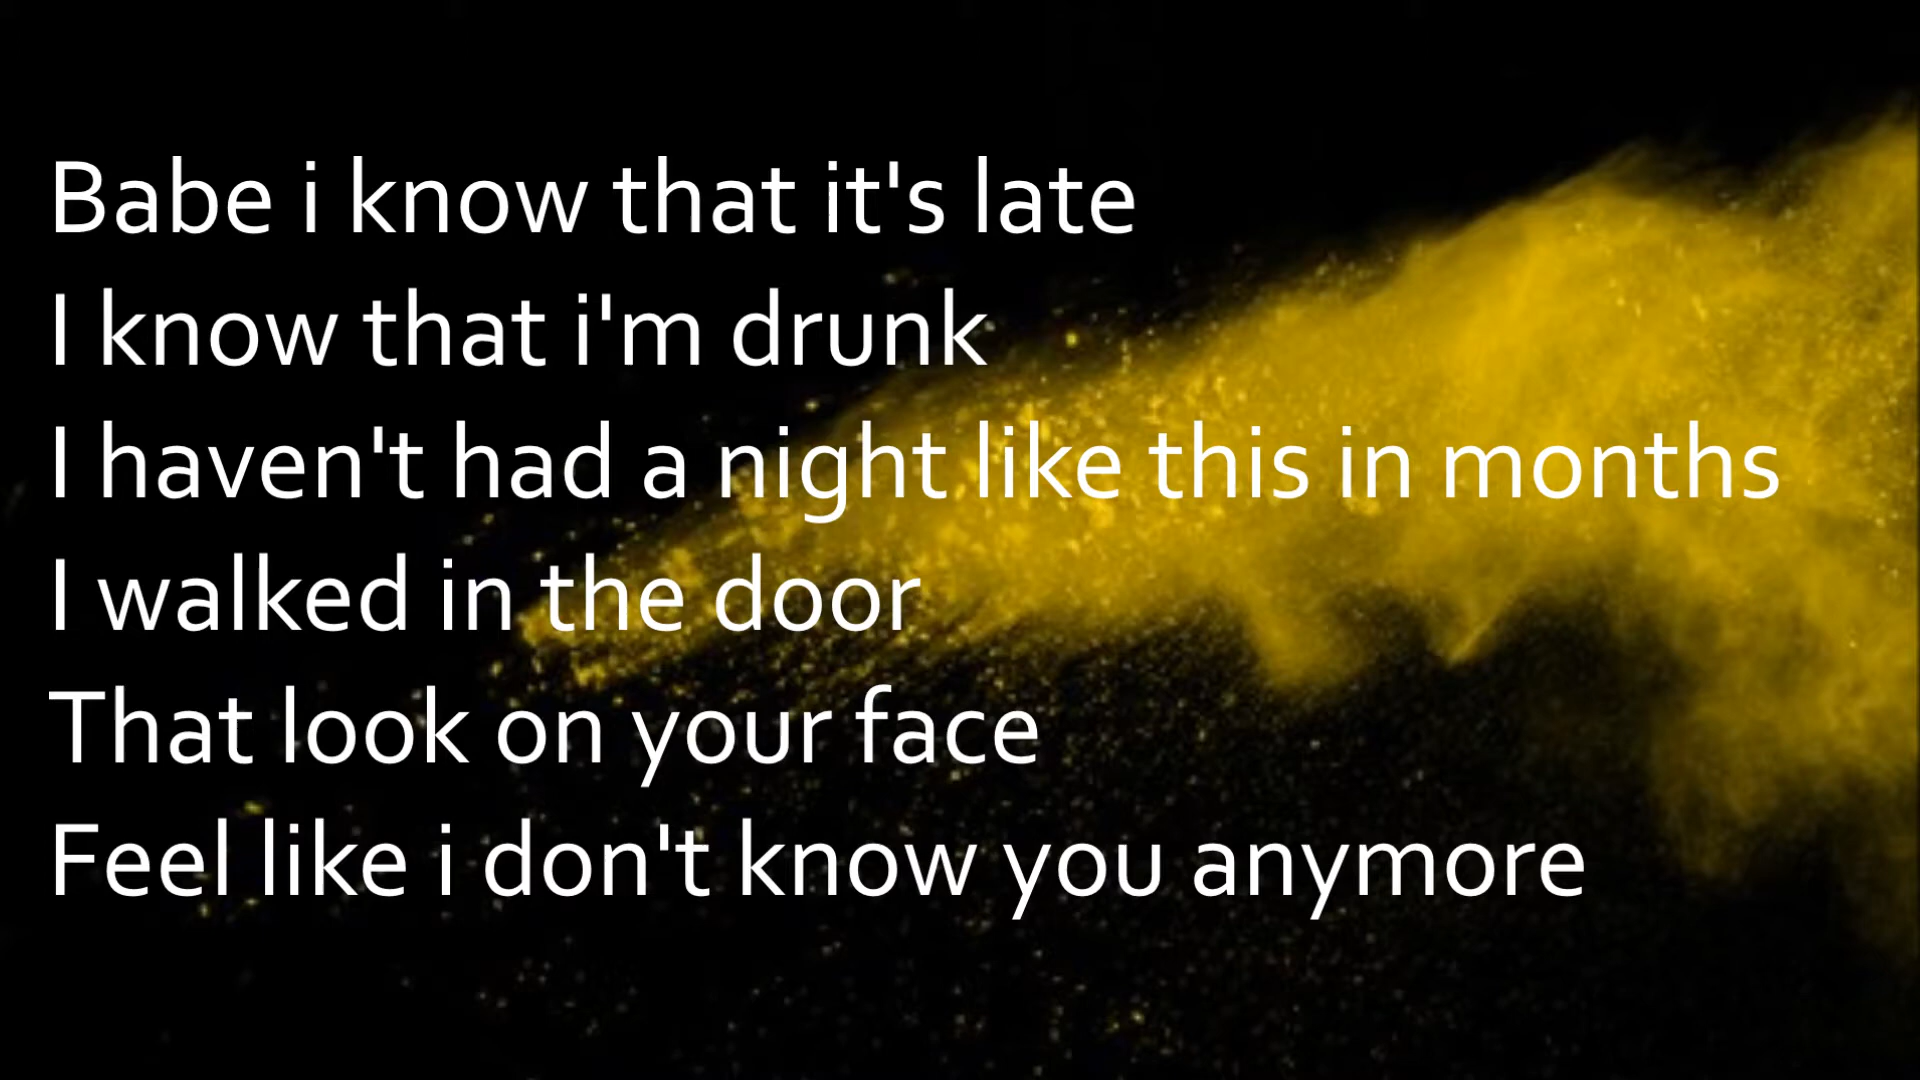 Babe i know that it's late
I know that i'm drunk
I haven't had a night like this in months
I walked in the door
That look on your face
Feel like i don't know you anymore